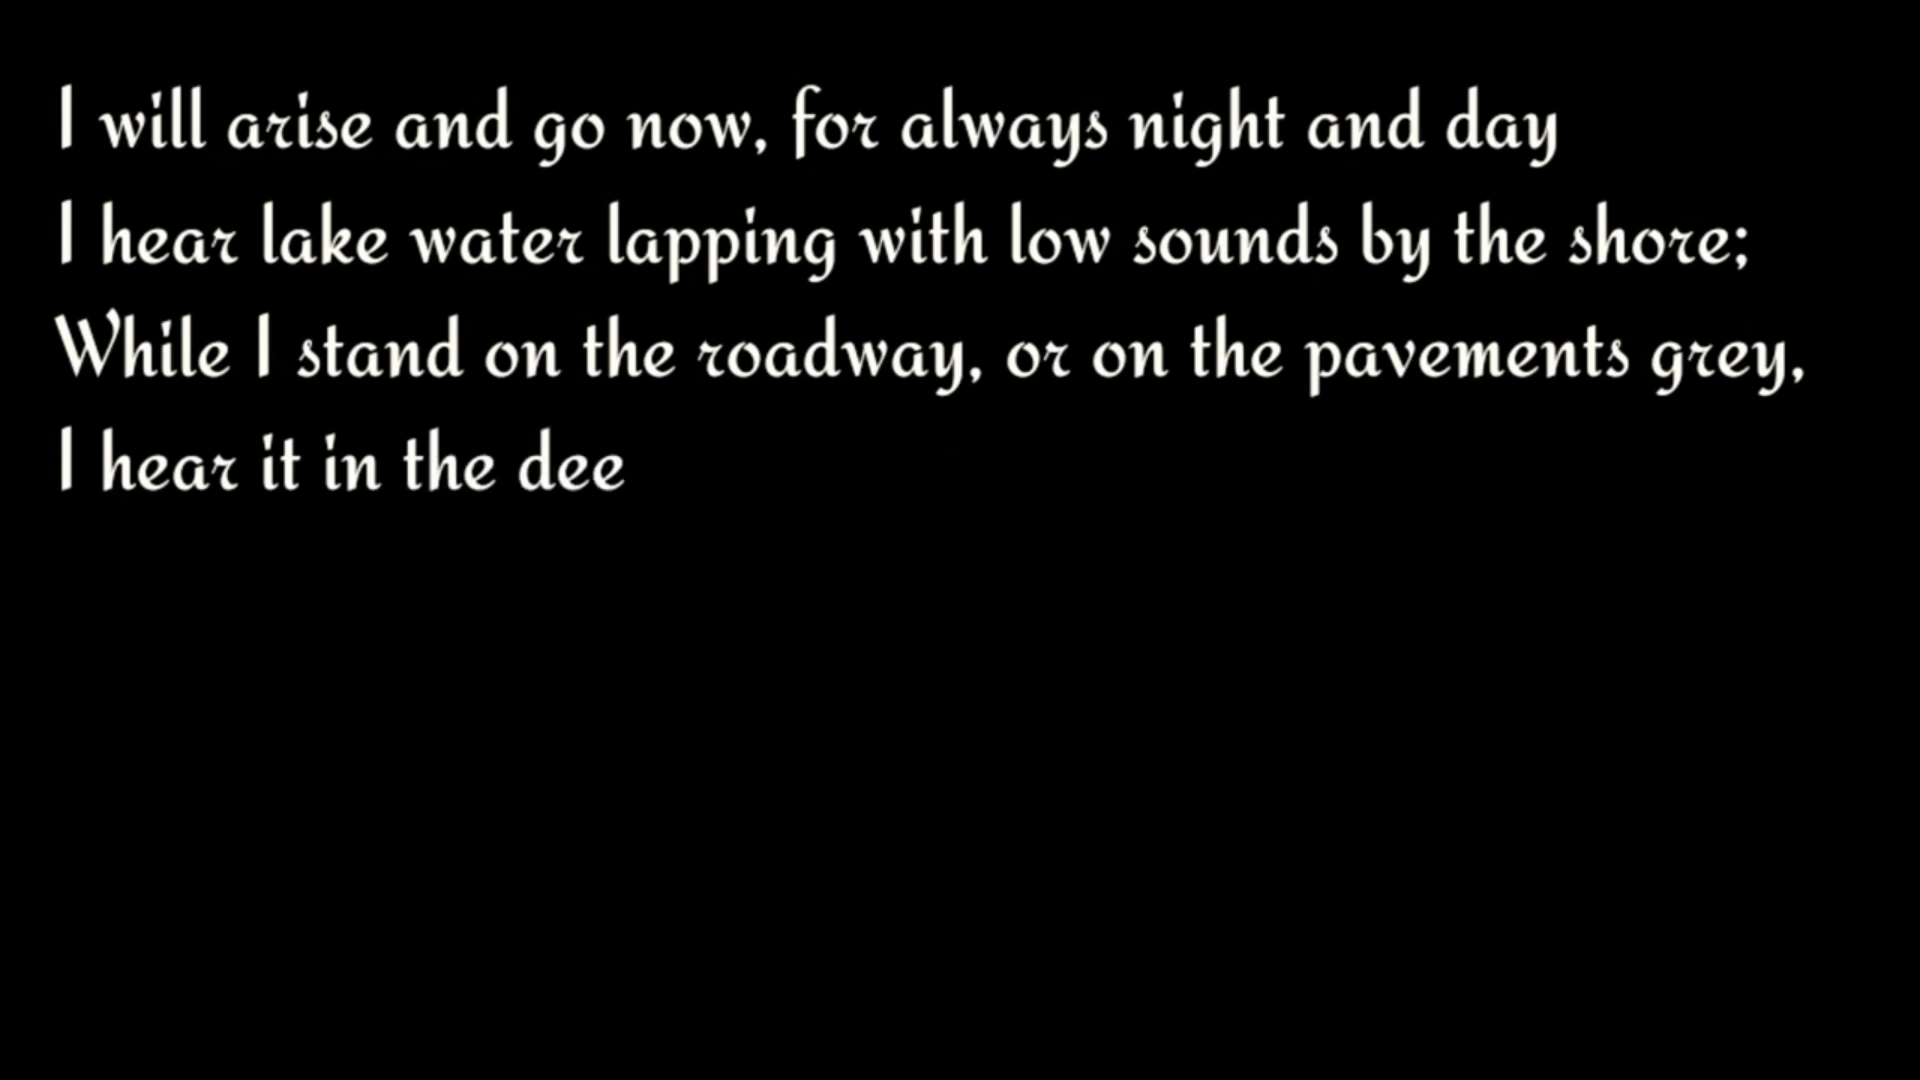 I will arise and go now, for always night and day
I hear lake water lapping with low sounds by the shore;
While I stand on the roadway, or on the pavements grey,
I hear it in the dee